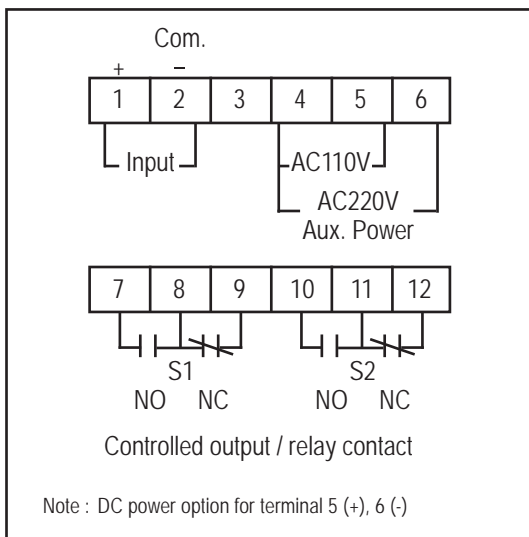 Com.
+ –
1 2 3 4 5 6
Input AC110V
AC220V
Aux. Power
7 8 9 10 11 12
S1 S2
NO NC NO NC
Controlled output / relay contact
Note : DC power option for terminal 5 (+), 6 (-)